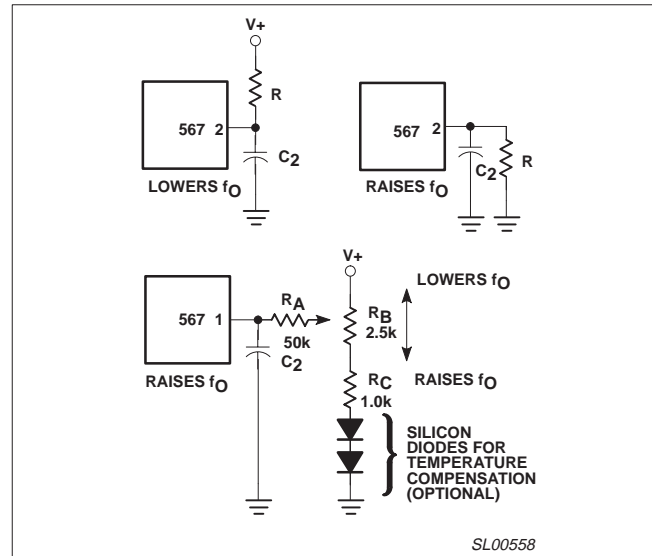 V+
R
567 2
C2
LOWERS fO
567 2
C2
R
RAISES fO
V+
LOWERS fO
RA
50k
RB
2.5k
567 1
C2
RAISES fO
RC
1.0k
RAISES fO
SILICON
DIODES FOR
TEMPERATURE
COMPENSATION
(OPTIONAL)
SL00558